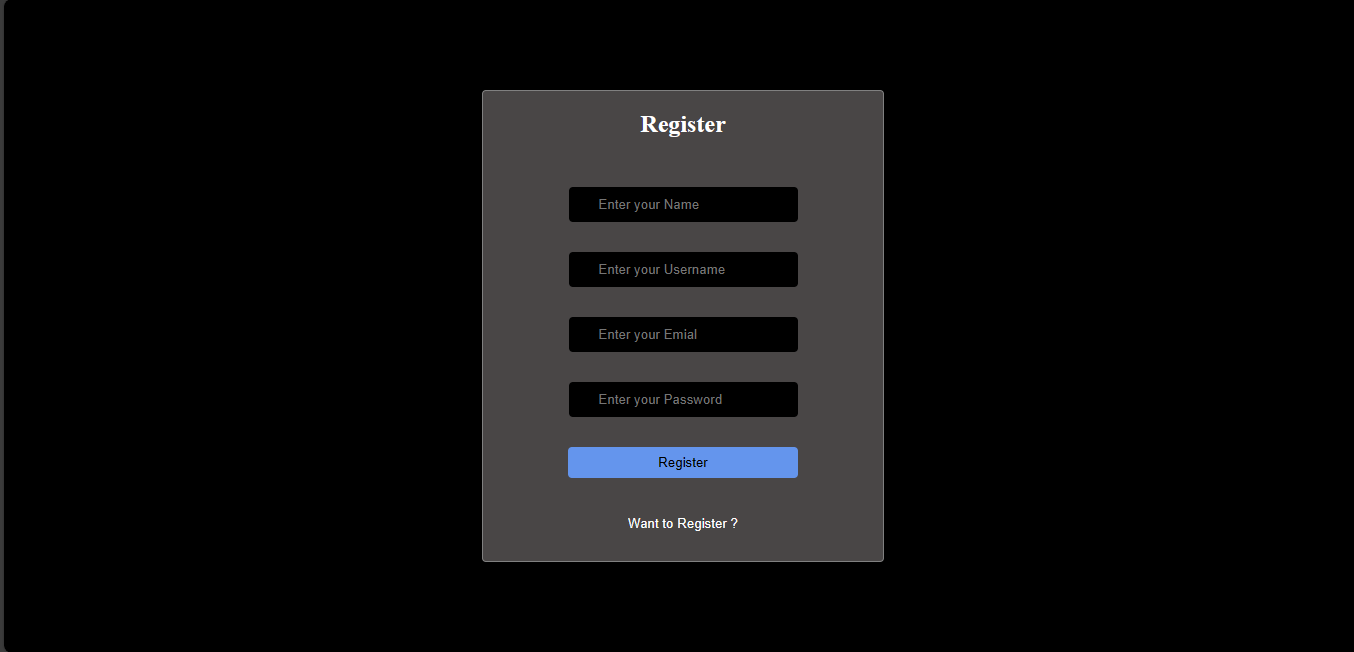 Register
Enter your Name
Enter your Username
Enter your Emial
Enter your Password
Register
Want to Register ?